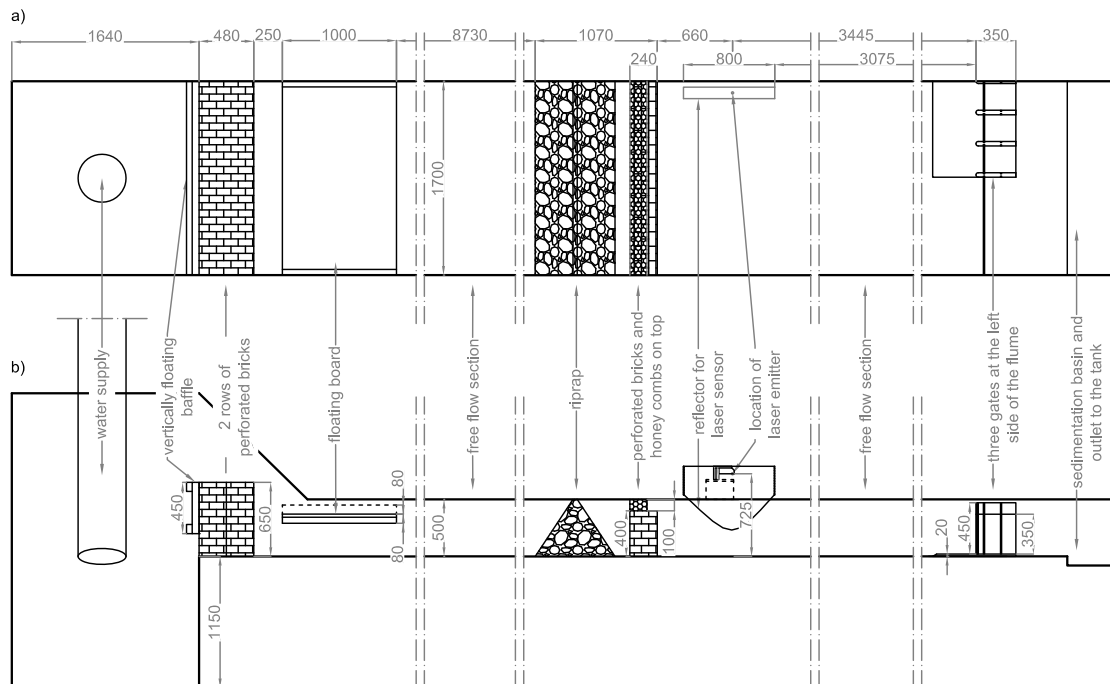 a)
1640
480
250
1000
8730
1070
660
3445
350
240
800
3075
1700
b)
water supply
vertically floating
baffle
2 rows of
perforated bricks
floating board
free flow section
riprap
perforated bricks and
honey combs on top
reflector for
laser sensor
location of
laser emitter
free flow section
three gates at the left
side of the flume
sedimentation basin and
outlet to the tank
450
650
80
80
500
400
100
725
20
450
350
1150